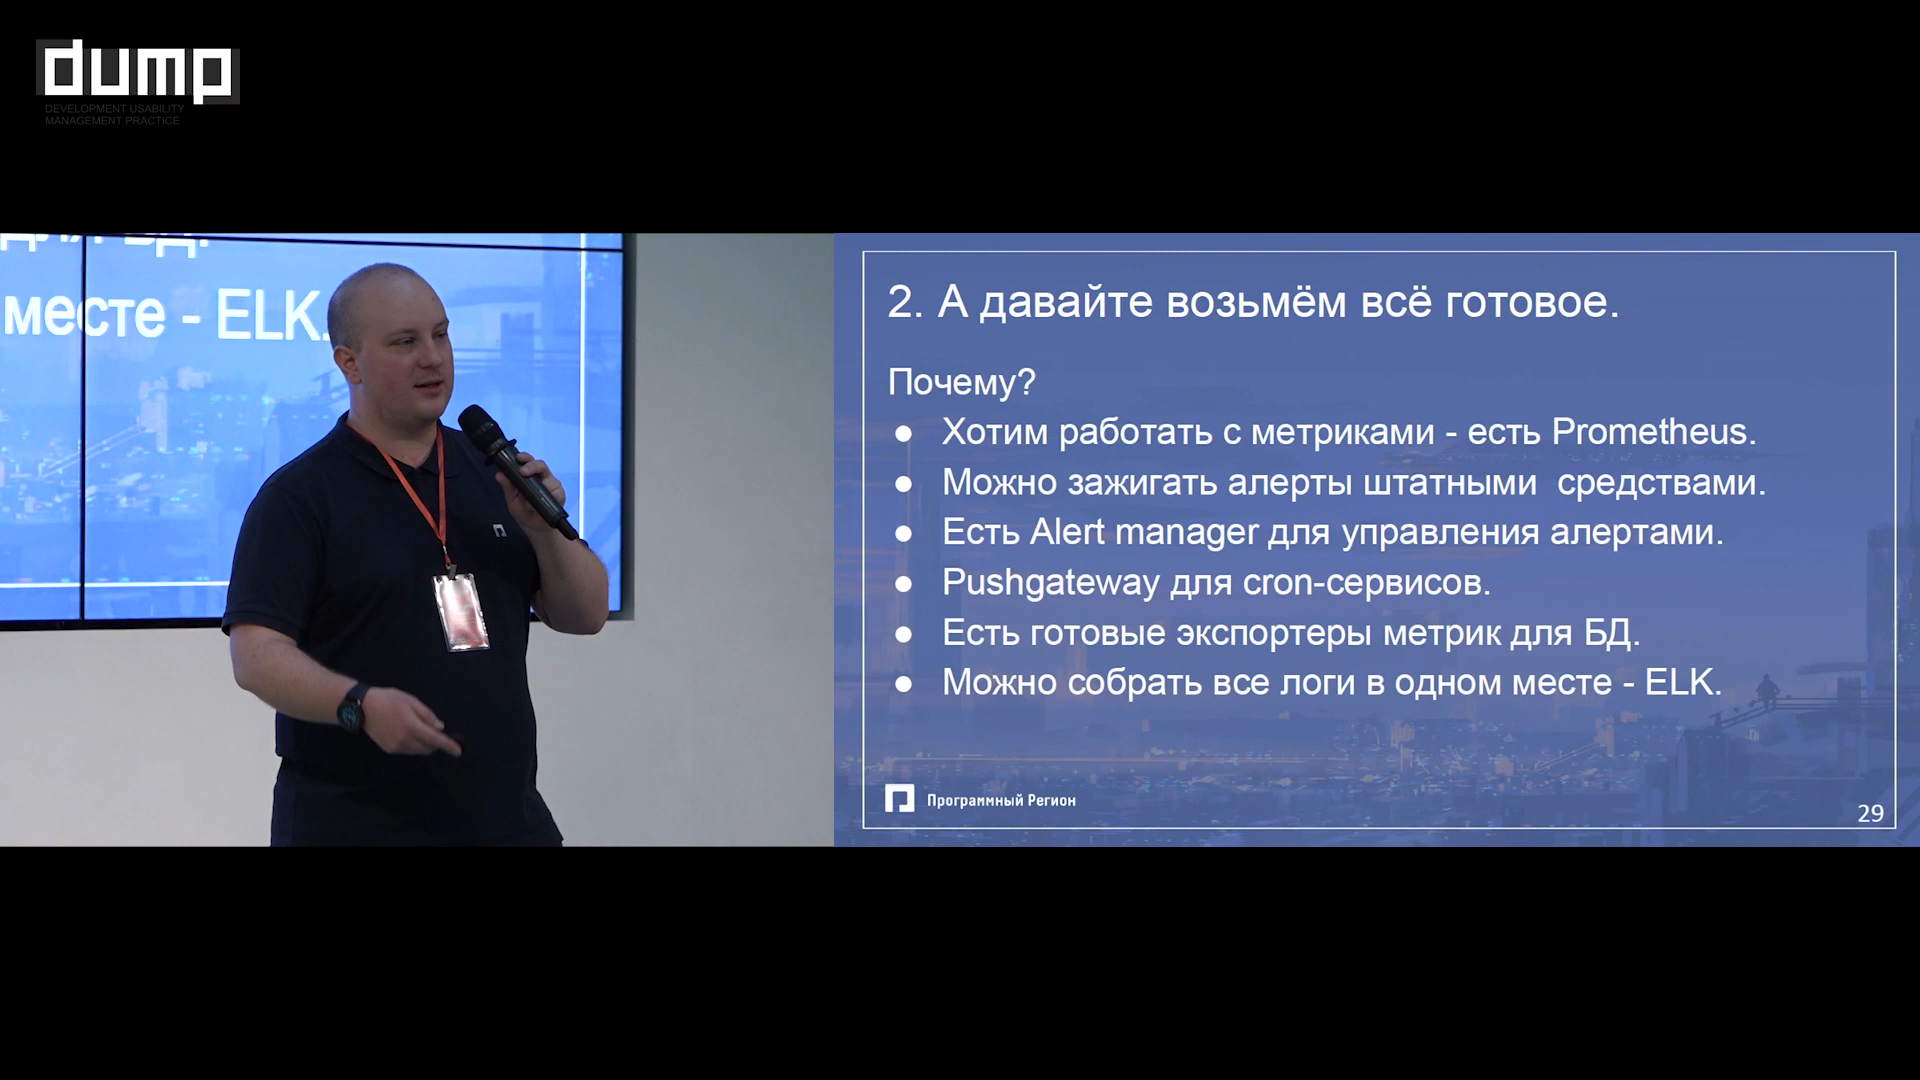 dump
DEVELOPMENT USABILITY
MANAGEMENT PRACTICE
для БД.
месте - ELK.
2. А давайте возьмём всё готовое.
Почему?
● Хотим работать с метриками - есть Prometheus.
● Можно зажигать алерты штатными  средствами.
● Есть Alert manager для управления алертами.
● Pushgateway для cron-сервисов.
● Есть готовые экспортеры метрик для БД.
● Можно собрать все логи в одном месте - ELK.
Программный Регион
29